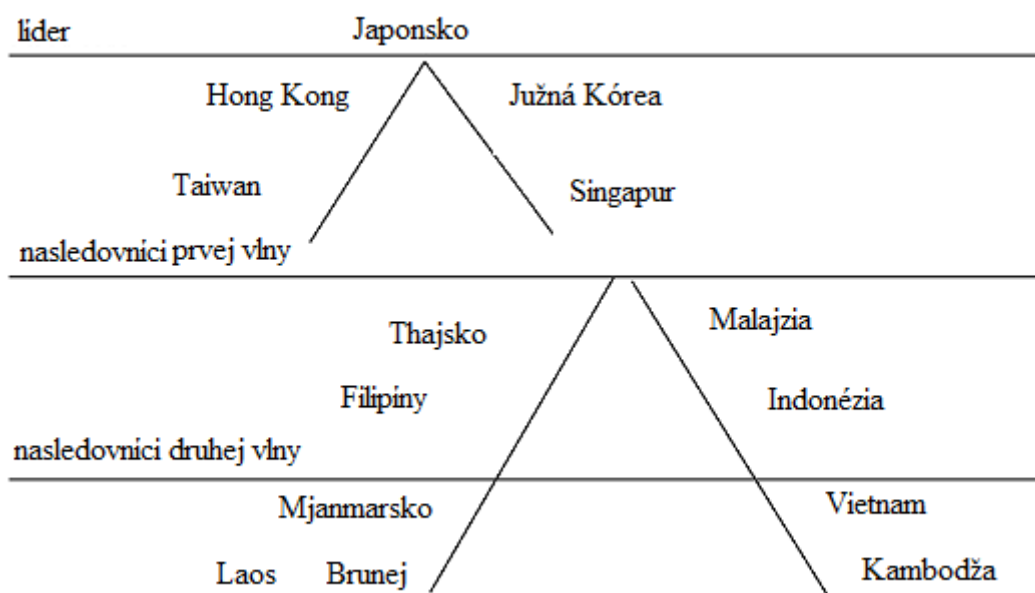 líder Japonsko
Hong Kong Južná Kórea
Taiwan Singapur
nasledovníci prvej vlny
Thajsko Malajzia
Filipíny Indonézia
nasledovníci druhej vlny
Mjanmarsko Vietnam
Laos Brunej Kambodža